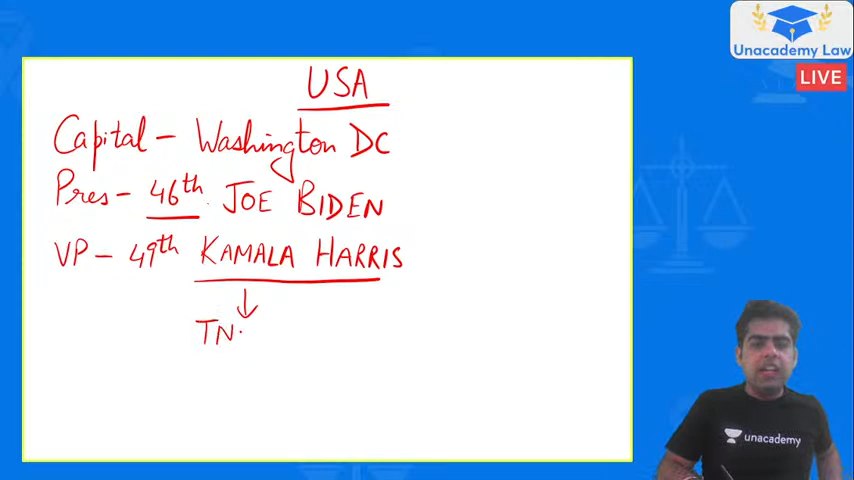 Unacademy Law
LIVE
USA
Capital - Washington DC
Pres - 46th. JOE BIDEN
VP - 49th KAMALA HARRIS
↓
TN.
unacademy